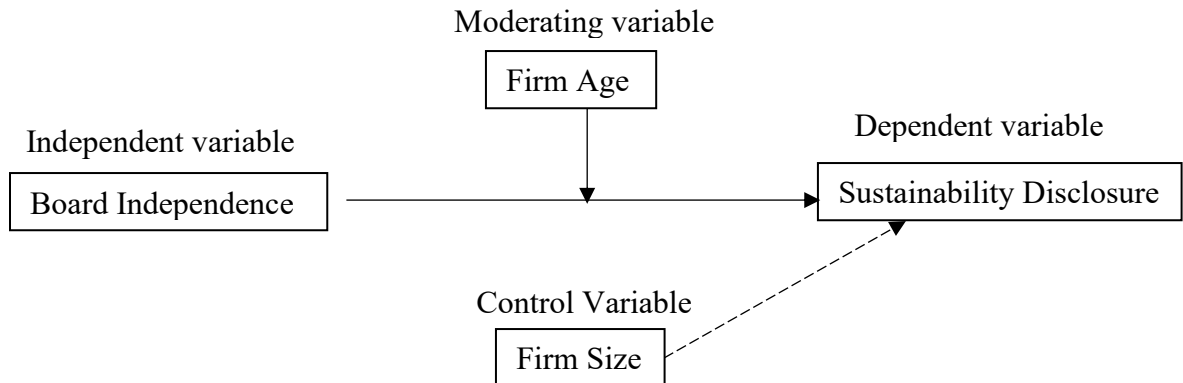 Moderating variable
Firm Age
Independent variable
Dependent variable
Board Independence
Sustainability Disclosure
Control Variable
Firm Size